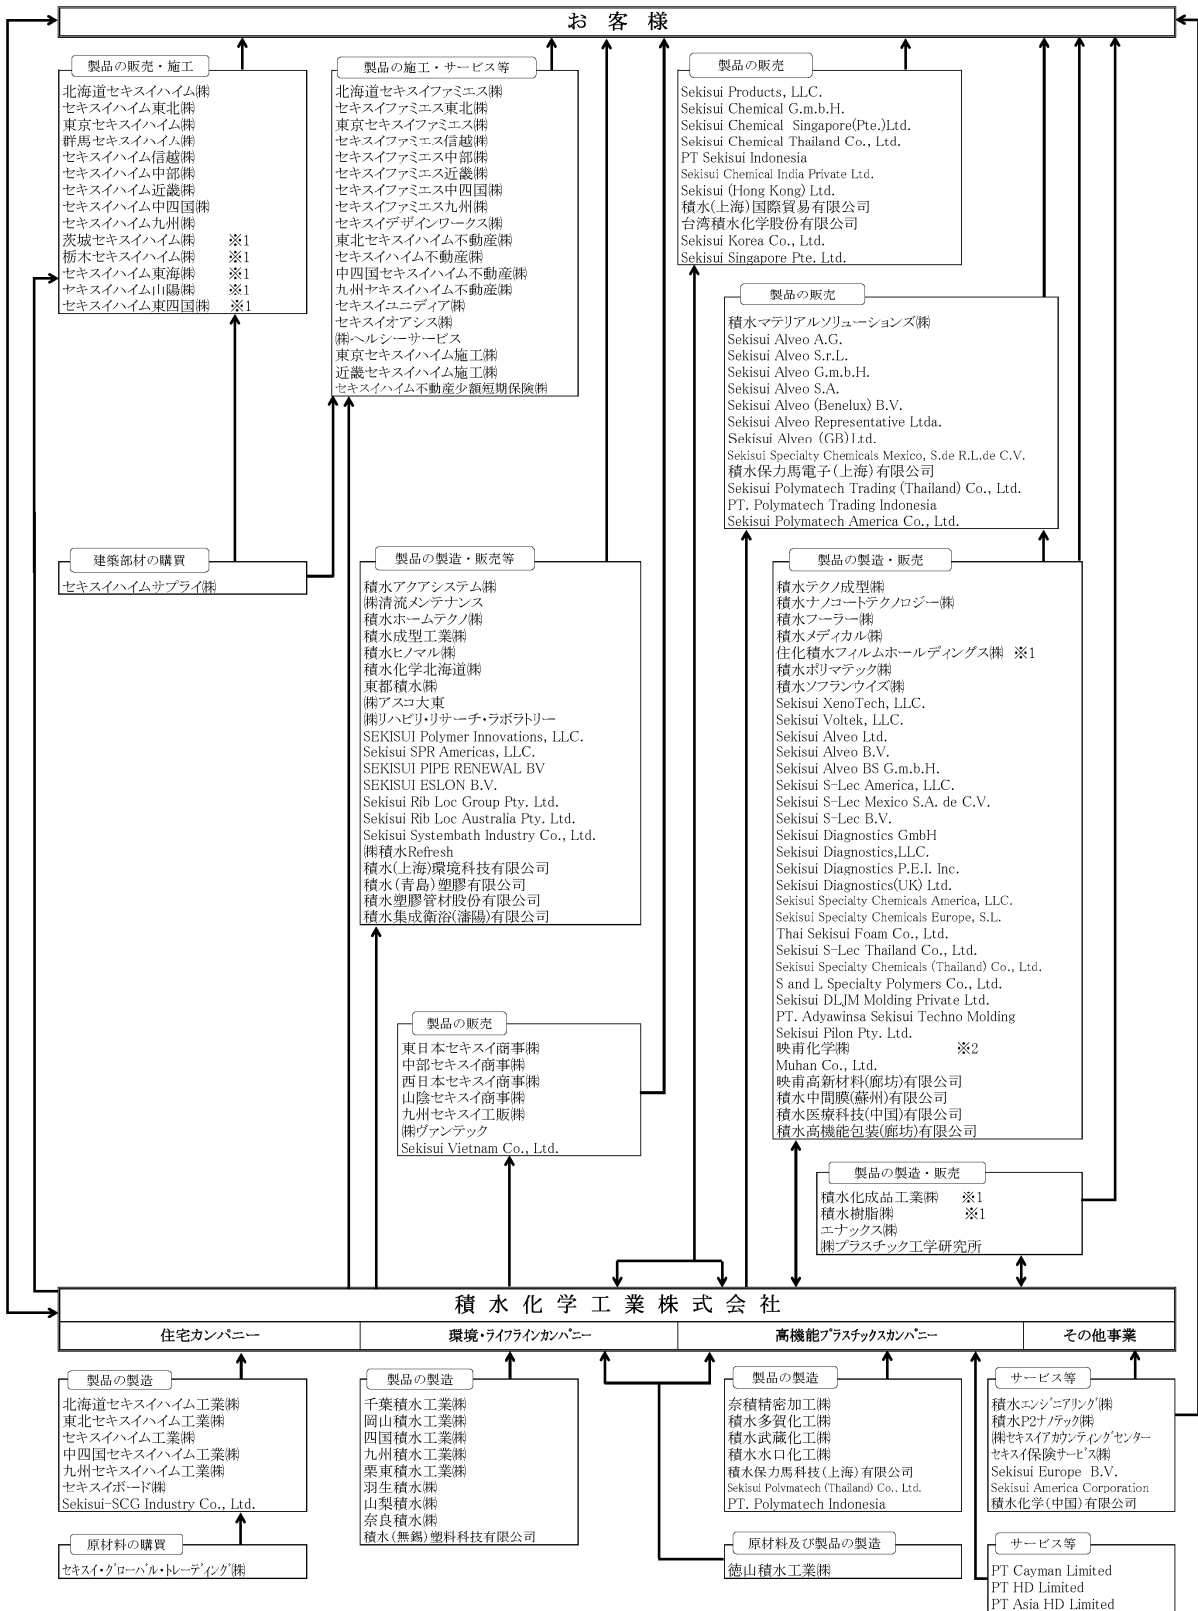 お 客 様
製品の販売・施工
北海道セキスイハイム㈱
セキスイハイム東北㈱
東京セキスイハイム㈱
群馬セキスイハイム㈱
セキスイハイム信越㈱
セキスイハイム中部㈱
セキスイハイム近畿㈱
セキスイハイム中四国㈱
セキスイハイム九州㈱
茨城セキスイハイム㈱ ※1
栃木セキスイハイム㈱ ※1
セキスイハイム東海㈱ ※1
セキスイハイム山陽㈱ ※1
セキスイハイム東四国㈱ ※1
製品の施工・サービス等
北海道セキスイファミエス㈱
セキスイファミエス東北㈱
東京セキスイファミエス㈱
セキスイファミエス信越㈱
セキスイファミエス中部㈱
セキスイファミエス近畿㈱
セキスイファミエス中四国㈱
セキスイファミエス九州㈱
セキスイデザインワークス㈱
東北セキスイハイム不動産㈱
セキスイハイム不動産㈱
中四国セキスイハイム不動産㈱
九州セキスイハイム不動産㈱
セキスイユニディア㈱
セキスイオアシス㈱
㈱ヘルシーサービス
東京セキスイハイム施工㈱
近畿セキスイハイム施工㈱
セキスイハイム不動産少額短期保険㈱
製品の販売
Sekisui Products, LLC.
Sekisui Chemical G.m.b.H.
Sekisui Chemical Singapore(Pte.)Ltd.
Sekisui Chemical Thailand Co., Ltd.
PT Sekisui Indonesia
Sekisui Chemical India Private Ltd.
Sekisui (Hong Kong) Ltd.
積水(上海)国際貿易有限公司
台湾積水化学股份有限公司
Sekisui Korea Co., Ltd.
Sekisui Singapore Pte. Ltd.
製品の販売
積水マテリアルソリューションズ㈱
Sekisui Alveo A.G.
Sekisui Alveo S.r.L.
Sekisui Alveo G.m.b.H.
Sekisui Alveo S.A.
Sekisui Alveo (Benelux) B.V.
Sekisui Alveo Representative Ltda.
Sekisui Alveo (GB)Ltd.
Sekisui Specialty Chemicals Mexico, S.de R.L.de C.V.
積水保力馬電子(上海)有限公司
Sekisui Polymatech Trading (Thailand) Co., Ltd.
PT. Polymatech Trading Indonesia
Sekisui Polymatech America Co., Ltd.
建築部材の購買
セキスイハイムサプライ㈱
製品の製造・販売等
積水アクアシステム㈱
㈱清流メンテナンス
積水ホームテクノ㈱
積水成型工業㈱
積水ヒノマル㈱
積水化学北海道㈱
東都積水㈱
㈱アスコ大東
㈱リハビリ・リサーチ・ラボラトリー
SEKISUI Polymer Innovations, LLC.
Sekisui SPR Americas, LLC.
SEKISUI PIPE RENEWAL BV
SEKISUI ESLON B.V.
Sekisui Rib Loc Group Pty. Ltd.
Sekisui Rib Loc Australia Pty. Ltd.
Sekisui Systembath Industry Co., Ltd.
㈱積水Refresh
積水(上海)環境科技有限公司
積水(青島)塑膠有限公司
積水塑膠管材股份有限公司
積水集成衛浴(瀋陽)有限公司
製品の製造・販売
積水テクノ成型㈱
積水ナノコートテクノロジー㈱
積水フーラー㈱
積水メディカル㈱
住化積水フィルムホールディングス㈱ ※1
積水ポリマテック㈱
積水ソフランウイズ㈱
Sekisui XenoTech, LLC.
Sekisui Voltek, LLC.
Sekisui Alveo Ltd.
Sekisui Alveo B.V.
Sekisui Alveo BS G.m.b.H.
Sekisui S-Lec America, LLC.
Sekisui S-Lec Mexico S.A. de C.V.
Sekisui S-Lec B.V.
Sekisui Diagnostics GmbH
Sekisui Diagnostics,LLC.
Sekisui Diagnostics P.E.I. Inc.
Sekisui Diagnostics(UK) Ltd.
Sekisui Specialty Chemicals America, LLC.
Sekisui Specialty Chemicals Europe, S.L.
Thai Sekisui Foam Co., Ltd.
Sekisui S-Lec Thailand Co., Ltd.
Sekisui Specialty Chemicals (Thailand) Co., Ltd.
S and L Specialty Polymers Co., Ltd.
Sekisui DLJM Molding Private Ltd.
PT. Adyawinsa Sekisui Techno Molding
Sekisui Pilon Pty. Ltd.
映甫化学㈱ ※2
Muhan Co., Ltd.
映甫高新材料(廊坊)有限公司
積水中間膜(蘇州)有限公司
積水医療科技(中国)有限公司
積水高機能包装(廊坊)有限公司
製品の販売
東日本セキスイ商事㈱
中部セキスイ商事㈱
西日本セキスイ商事㈱
山陰セキスイ商事㈱
九州セキスイ工販㈱
㈱ヴァンテック
Sekisui Vietnam Co., Ltd.
製品の製造・販売
積水化成品工業㈱ ※1
積水樹脂㈱ ※1
エナックス㈱
㈱プラスチック工学研究所
積 水 化 学 工 業 株 式 会 社
住宅カンパニー
環境・ライフラインカンパニー
高機能プラスチックスカンパニー
その他事業
製品の製造
北海道セキスイハイム工業㈱
東北セキスイハイム工業㈱
セキスイハイム工業㈱
中四国セキスイハイム工業㈱
九州セキスイハイム工業㈱
セキスイボード㈱
Sekisui-SCG Industry Co., Ltd.
原材料の購買
セキスイ・グローバル・トレーディング㈱
製品の製造
千葉積水工業㈱
岡山積水工業㈱
四国積水工業㈱
九州積水工業㈱
栗東積水工業㈱
羽生積水㈱
山梨積水㈱
奈良積水㈱
積水(無錫)塑料科技有限公司
製品の製造
奈積精密加工㈱
積水多賀化工㈱
積水武蔵化工㈱
積水水口化工㈱
積水保力馬科技(上海)有限公司
Sekisui Polymatech (Thailand) Co., Ltd.
PT. Polymatech Indonesia
原材料及び製品の製造
徳山積水工業㈱
サービス等
積水エンジニアリング㈱
積水P2ナノテック㈱
㈱セキスイアカウンティングセンター
セキスイ保険サービス㈱
Sekisui Europe B.V.
Sekisui America Corporation
積水化学(中国)有限公司
サービス等
PT Cayman Limited
PT HD Limited
PT Asia HD Limited